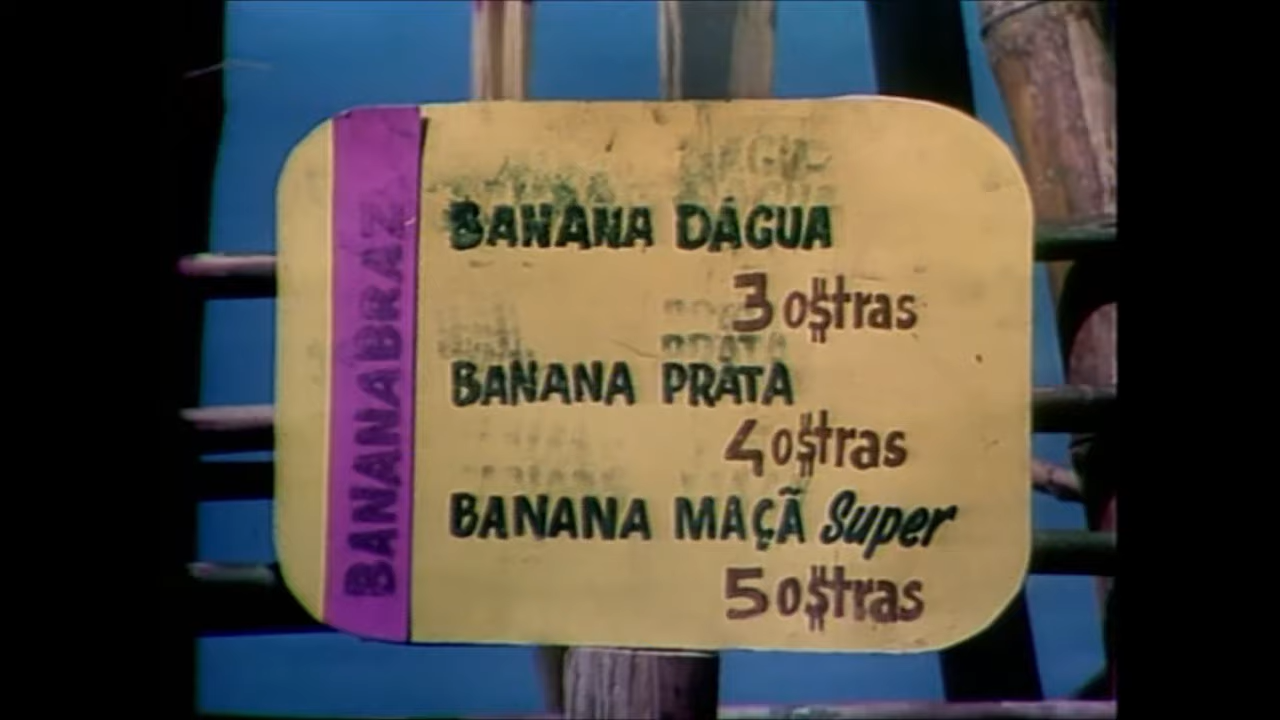 BANANABRAZ
BANANA DÁGUA
3 o$tras
BANANA PRATA
4 o$tras
BANANA MAÇÃ Super
5 o$tras